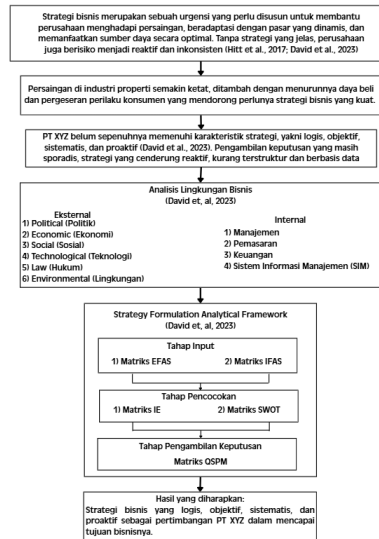 Strategi bisnis merupakan sebuah urgensi yang perlu disusun untuk membantu
perusahaan menghadapi persaingan, beradaptasi dengan pasar yang dinamis, dan
memanfaatkan sumber daya secara optimal. Tanpa strategi yang jelas, perusahaan
juga berisiko menjadi reaktif dan inkonsisten (Hitt et al., 2017; David et al., 2023)
Persaingan di industri properti semakin ketat, ditambah dengan menurunnya daya beli
dan pergeseran perilaku konsumen yang mendorong perlunya strategi bisnis yang kuat.
PT XYZ belum sepenuhnya memenuhi karakteristik strategi, yakni logis, objektif,
sistematis, dan proaktif (David et al., 2023). Pengambilan keputusan yang masih
sporadis, strategi yang cenderung reaktif, kurang terstruktur dan berbasis data
Analisis Lingkungan Bisnis
(David et, al, 2023)
Eksternal
1) Political (Politik)
2) Economic (Ekonomi)
3) Social (Sosial)
4) Technological (Teknologi)
5) Law (Hukum)
6) Environmental (Lingkungan)
Internal
1) Manajemen
2) Pemasaran
3) Keuangan
4) Sistem Informasi Manajemen (SIM)
Strategy Formulation Analytical Framework
(David et, al, 2023)
Tahap Input
1) Matriks EFAS 2) Matriks IFAS
Tahap Pencocokan
1) Matriks IE 2) Matriks SWOT
Tahap Pengambilan Keputusan
Matriks QSPM
Hasil yang diharapkan:
Strategi bisnis yang logis, objektif, sistematis, dan
proaktif sebagai pertimbangan PT XYZ dalam mencapai
tujuan bisnisnya.